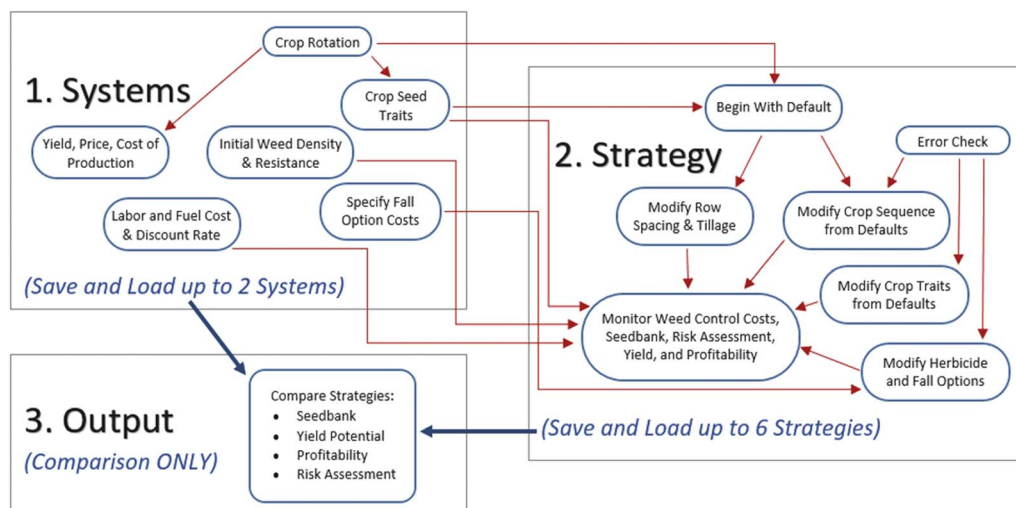 1. Systems
Crop Rotation
Crop Seed
Traits
Yield, Price, Cost of
Production
Initial Weed Density
& Resistance
Labor and Fuel Cost
& Discount Rate
Specify Fall
Option Costs
(Save and Load up to 2 Systems)
2. Strategy
Begin With Default
Error Check
Modify Row
Spacing & Tillage
Modify Crop Sequence
from Defaults
Modify Crop Traits
from Defaults
Monitor Weed Control Costs,
Seedbank, Risk Assessment,
Yield, and Profitability
Modify Herbicide
and Fall Options
(Save and Load up to 6 Strategies)
3. Output
(Comparison ONLY)
Compare Strategies:
• Seedbank
• Yield Potential
• Profitability
• Risk Assessment